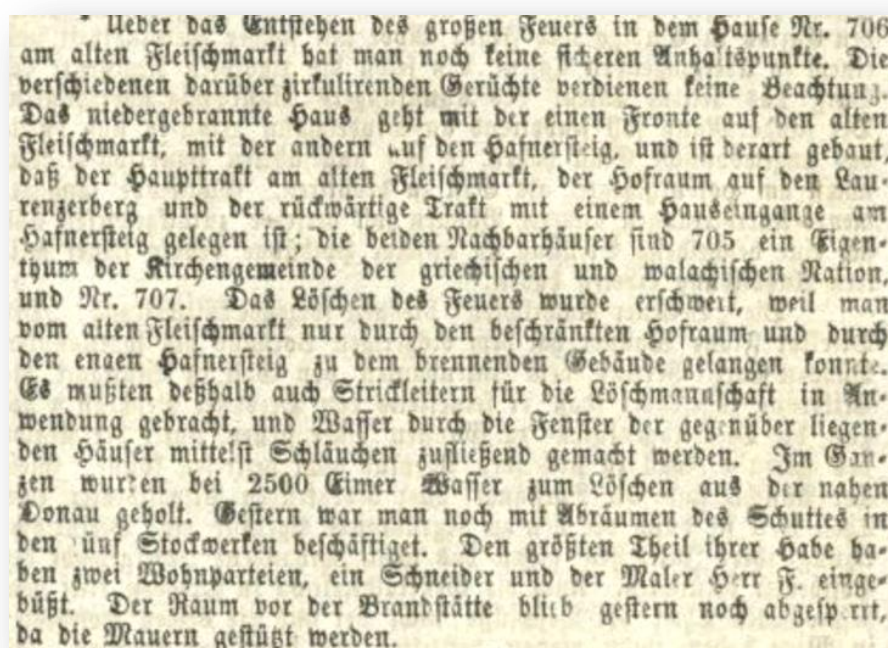 * Ueber das Entstehen des großen Feuers in dem Hause Nr. 706
am alten Fleischmarkt hat man noch keine sicheren Anhaltspunkte. Die
verschiedenen darüber zirkulirenden Gerüchte verdienen keine Beachtung.
Das niedergebrannte Haus geht mit der einen Fronte auf den alten
Fleischmarkt, mit der andern auf den Hafnersteig, und ist derart gebaut,
daß der Haupttrakt am alten Fleischmarkt, der Hofraum auf den Lau-
renzerberg und der rückwärtige Trakt mit einem Hauseingange am
Hafnersteig gelegen ist; die beiden Nachbarhäuser sind 705 ein Eigen-
thum der Kirchengemeinde der griechischen und walachischen Nation,
und Nr. 707. Das Löschen des Feuers wurde erschwert, weil man
vom alten Fleischmarkt nur durch den beschränkten Hofraum und durch
den engen Hafnersteig zu dem brennenden Gebäude gelangen konnte.
Es mußten deßhalb auch Strickleitern für die Löschmannschaft in An-
wendung gebracht, und Wasser durch die Fenster der gegenüber liegen-
den Häuser mittelst Schläuchen zufließend gemacht werden. Im Gan-
zen wurden bei 2500 Eimer Wasser zum Löschen aus der nahen
Donau geholt. Gestern war man noch mit Abräumen des Schuttes in
den fünf Stockwerken beschäftiget. Den größten Theil ihrer Habe ha-
ben zwei Wohnparteien, ein Schneider und der Maler Herr F. einge-
büßt. Der Raum vor der Brandstätte blieb gestern noch abgesperrt,
da die Mauern gestützt werden.